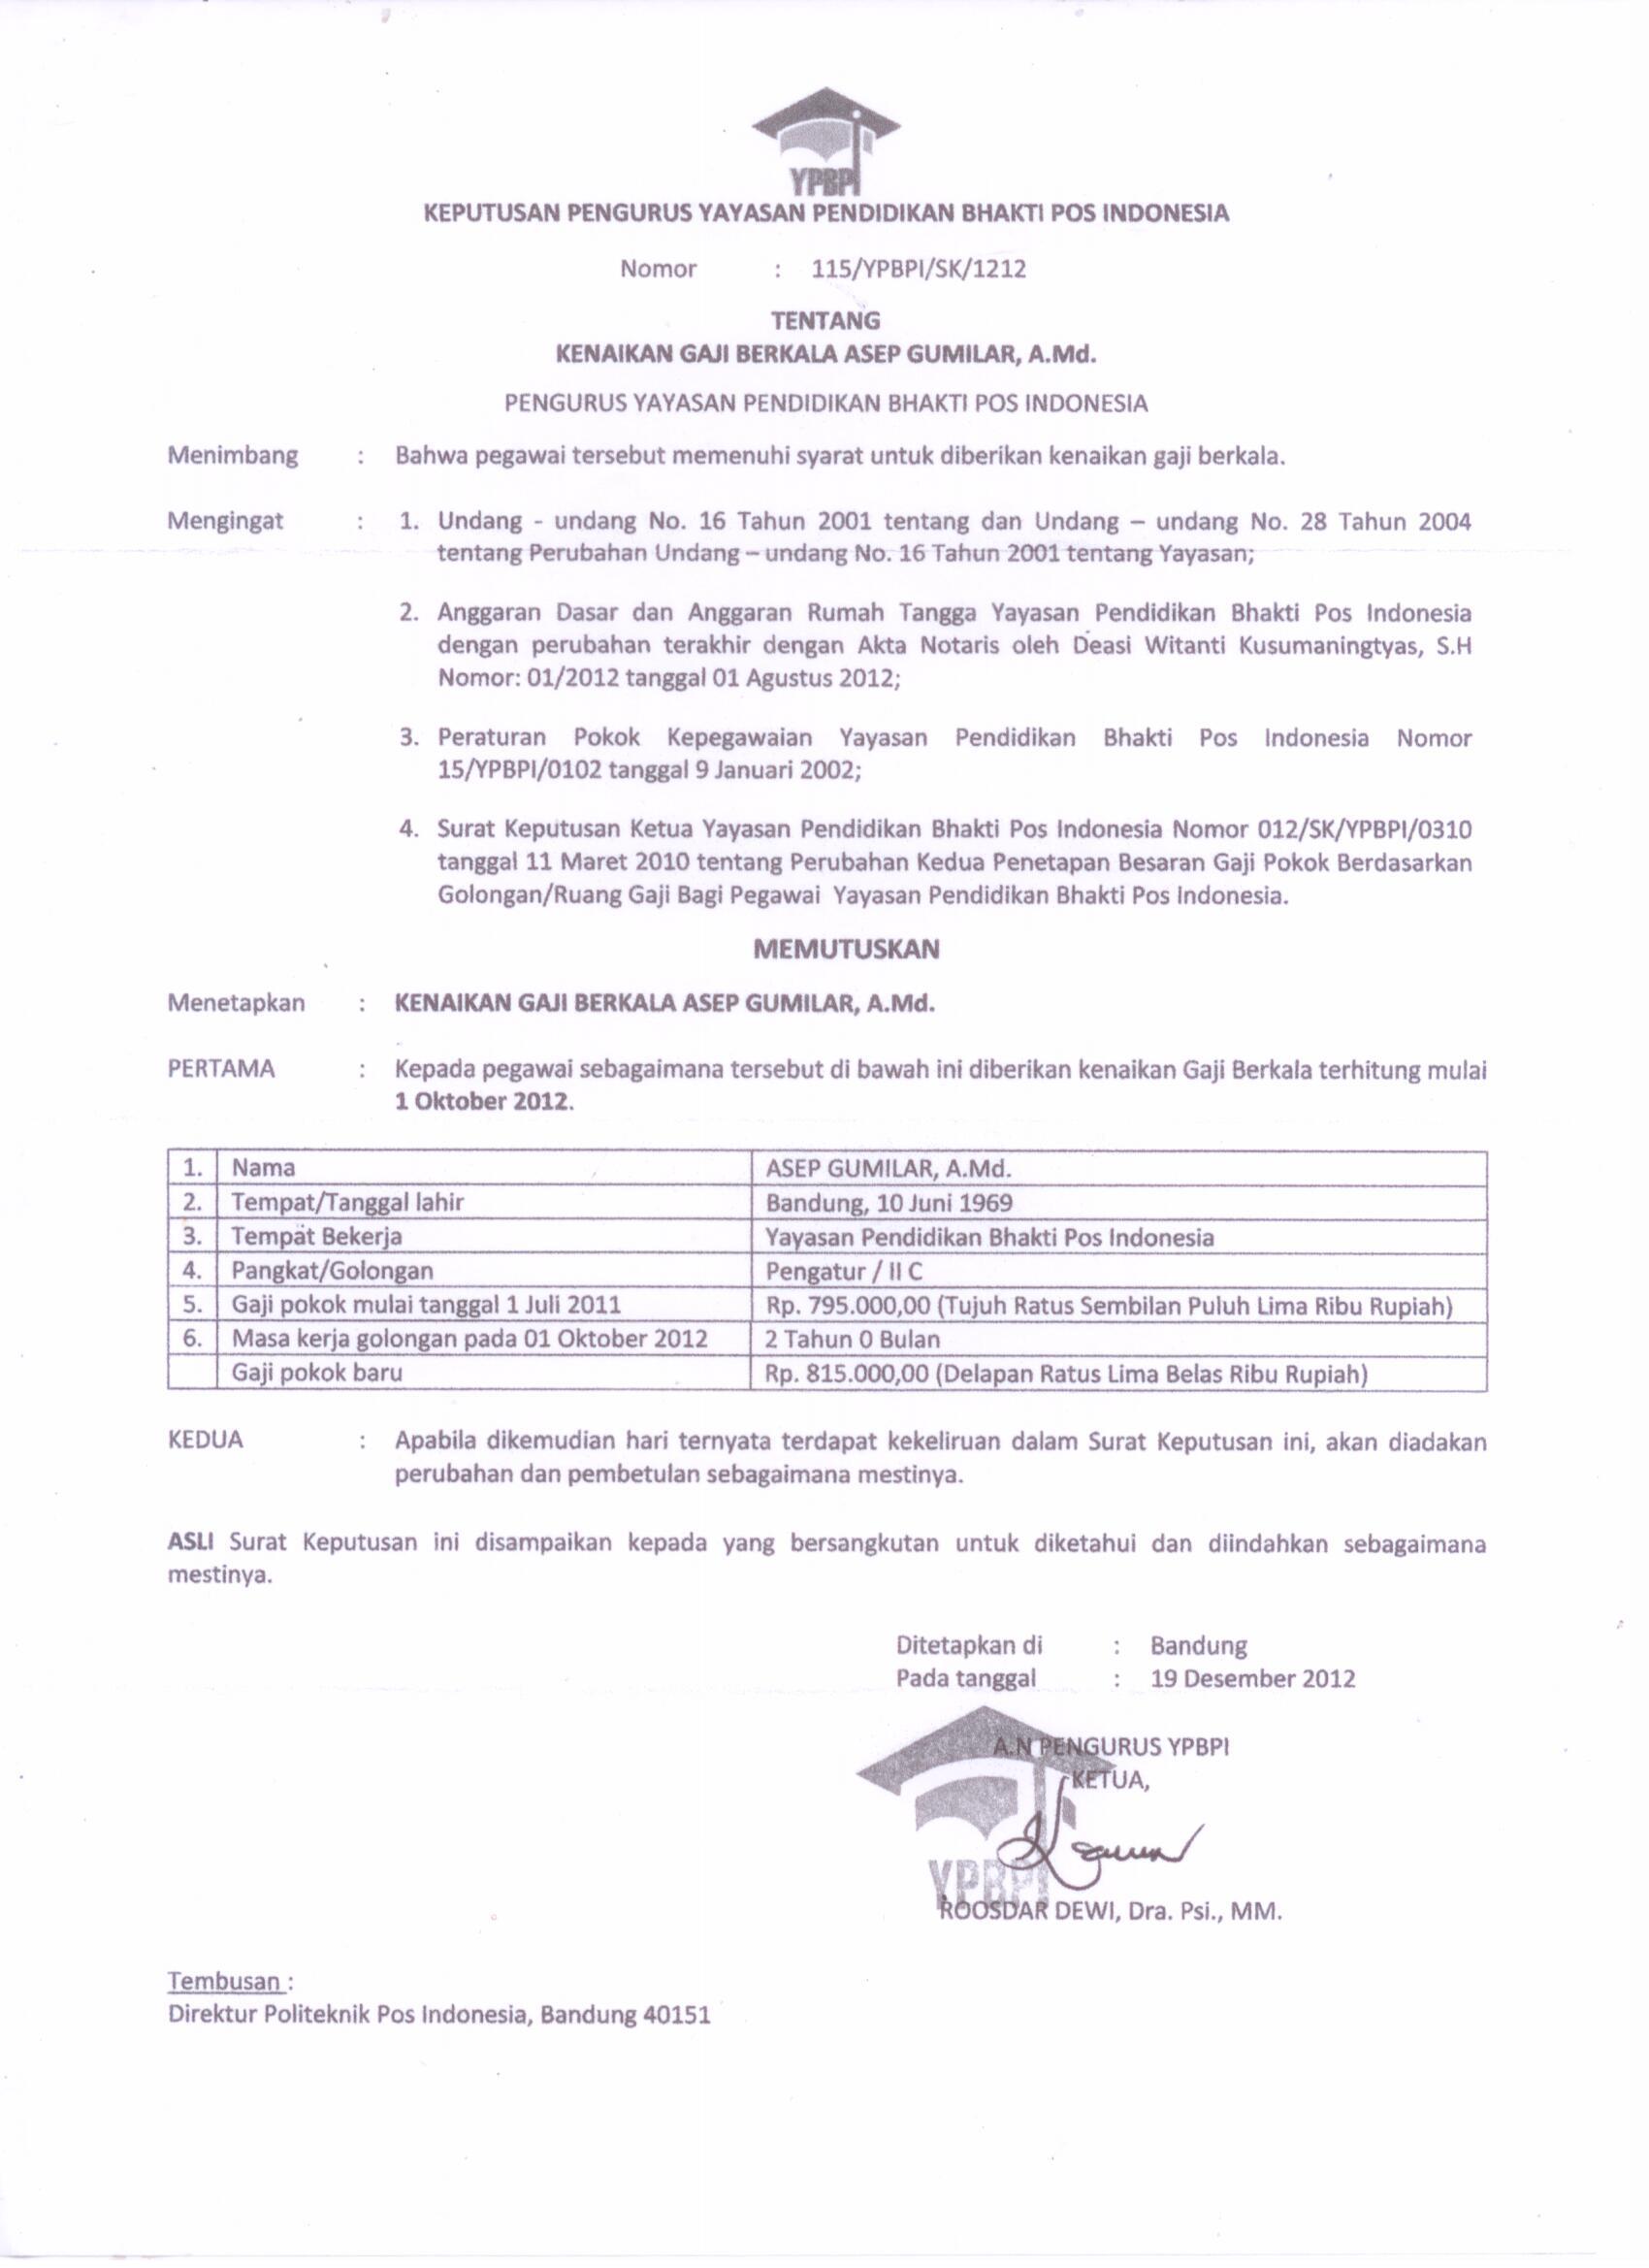 YPBPI
KEPUTUSAN PENGURUS YAYASAN PENDIDIKAN BHAKTI POS INDONESIA
Nomor : 115/YPBPI/SK/1212
TENTANG
KENAIKAN GAJI BERKALA ASEP GUMILAR, A.Md.
PENGURUS YAYASAN PENDIDIKAN BHAKTI POS INDONESIA
Menimbang : Bahwa pegawai tersebut memenuhi syarat untuk diberikan kenaikan gaji berkala.
Mengingat : 1. Undang - undang No. 16 Tahun 2001 tentang dan Undang – undang No. 28 Tahun 2004
tentang Perubahan Undang – undang No. 16 Tahun 2001 tentang Yayasan;
2. Anggaran Dasar dan Anggaran Rumah Tangga Yayasan Pendidikan Bhakti Pos Indonesia
dengan perubahan terakhir dengan Akta Notaris oleh Deasi Witanti Kusumaningtyas, S.H
Nomor: 01/2012 tanggal 01 Agustus 2012;
3. Peraturan Pokok Kepegawaian Yayasan Pendidikan Bhakti Pos Indonesia Nomor
15/YPBPI/0102 tanggal 9 Januari 2002;
4. Surat Keputusan Ketua Yayasan Pendidikan Bhakti Pos Indonesia Nomor 012/SK/YPBPI/0310
tanggal 11 Maret 2010 tentang Perubahan Kedua Penetapan Besaran Gaji Pokok Berdasarkan
Golongan/Ruang Gaji Bagi Pegawai Yayasan Pendidikan Bhakti Pos Indonesia.
MEMUTUSKAN
Menetapkan : KENAIKAN GAJI BERKALA ASEP GUMILAR, A.Md.
PERTAMA : Kepada pegawai sebagaimana tersebut di bawah ini diberikan kenaikan Gaji Berkala terhitung mulai
1 Oktober 2012.
1. Nama ASEP GUMILAR, A.Md.
2. Tempat/Tanggal lahir Bandung, 10 Juni 1969
3. Tempat Bekerja Yayasan Pendidikan Bhakti Pos Indonesia
4. Pangkat/Golongan Pengatur / II C
5. Gaji pokok mulai tanggal 1 Juli 2011 Rp. 795.000,00 (Tujuh Ratus Sembilan Puluh Lima Ribu Rupiah)
6. Masa kerja golongan pada 01 Oktober 2012 2 Tahun 0 Bulan
Gaji pokok baru Rp. 815.000,00 (Delapan Ratus Lima Belas Ribu Rupiah)
KEDUA : Apabila dikemudian hari ternyata terdapat kekeliruan dalam Surat Keputusan ini, akan diadakan
perubahan dan pembetulan sebagaimana mestinya.
ASLI Surat Keputusan ini disampaikan kepada yang bersangkutan untuk diketahui dan diindahkan sebagaimana
mestinya.
Ditetapkan di : Bandung
Pada tanggal : 19 Desember 2012
A.N PENGURUS YPBPI
KETUA,
YPBPI
ROOSDAR DEWI, Dra. Psi., MM.
Tembusan :
Direktur Politeknik Pos Indonesia, Bandung 40151